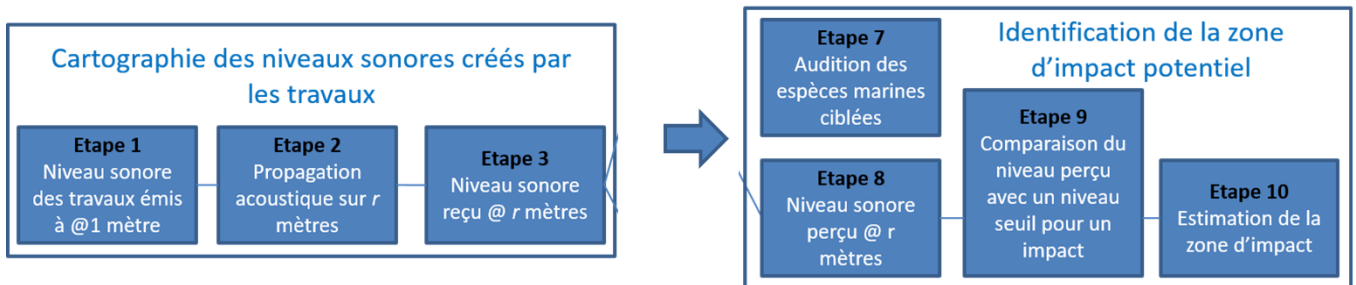 Cartographie des niveaux sonores créés par
les travaux
Etape 1
Niveau sonore
des travaux émis
à @1 mètre
Etape 2
Propagation
acoustique sur r
mètres
Etape 3
Niveau sonore
reçu @ r mètres
Identification de la zone
d'impact potentiel
Etape 7
Audition des
espèces marines
ciblées
Etape 8
Niveau sonore
perçu @ r
mètres
Etape 9
Comparaison du
niveau perçu
avec un niveau
seuil pour un
impact
Etape 10
Estimation de la
zone d'impact